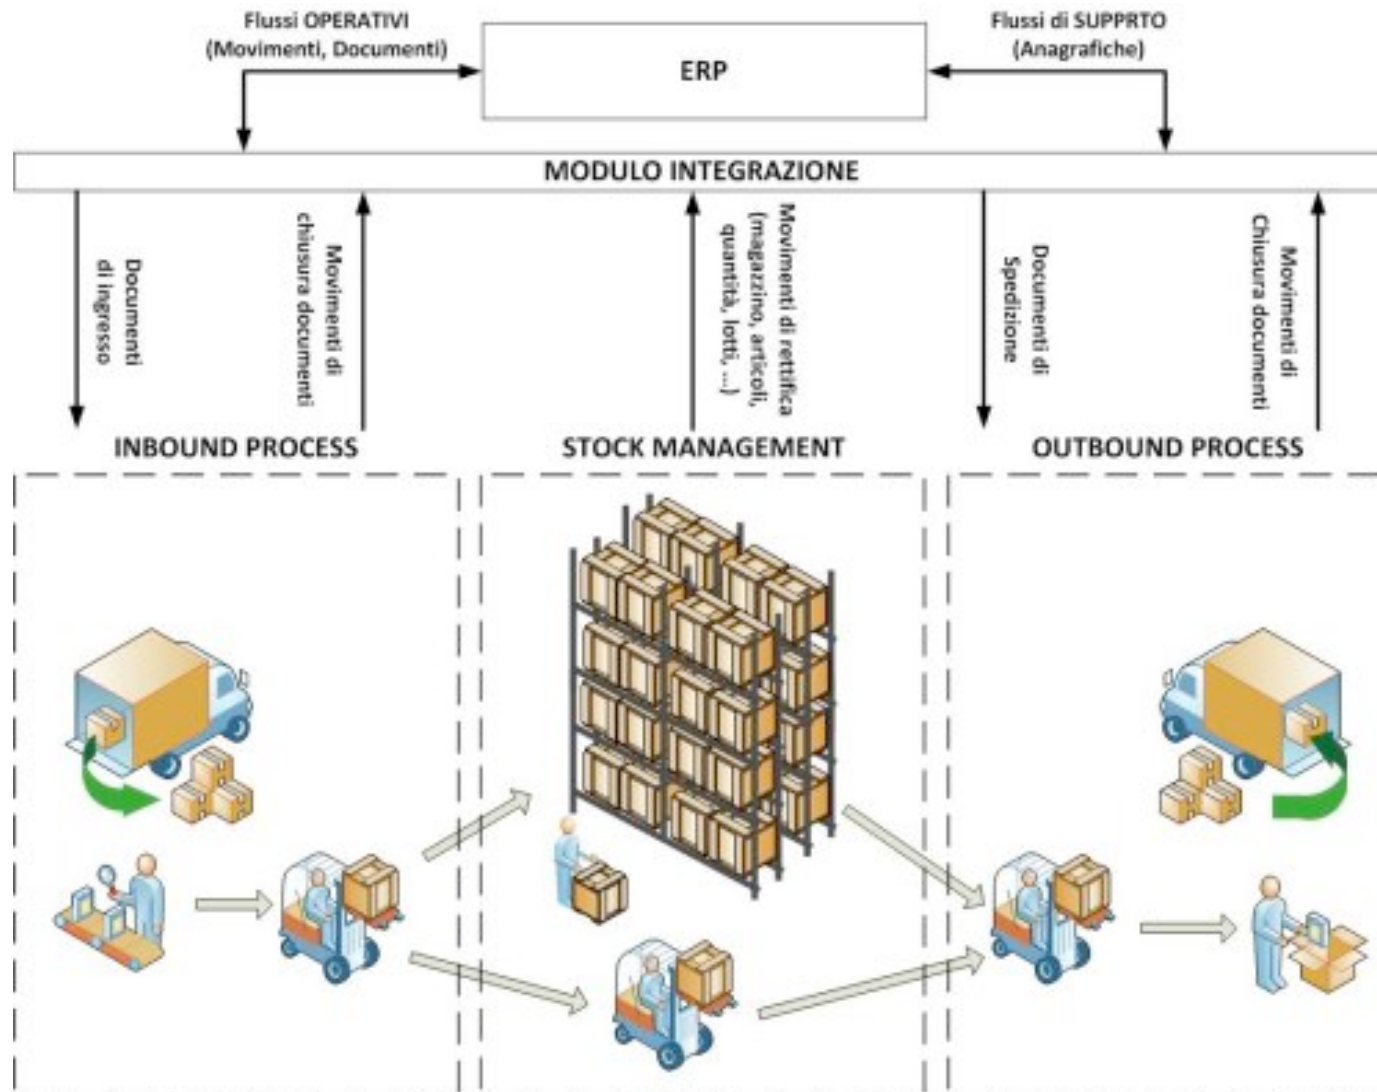 Flussi OPERATIVI
(Movimenti, Documenti)
Flussi di SUPPRTO
(Anagrafiche)
ERP
MODULO INTEGRAZIONE
Documenti
di ingresso
Movimenti di
chiusura documenti
Movimenti di rettifica
(magazzino, articoli,
quantità, lotti, ...)
Documenti di
Spedizione
Movimenti di
Chiusura documenti
INBOUND PROCESS
STOCK MANAGEMENT
OUTBOUND PROCESS